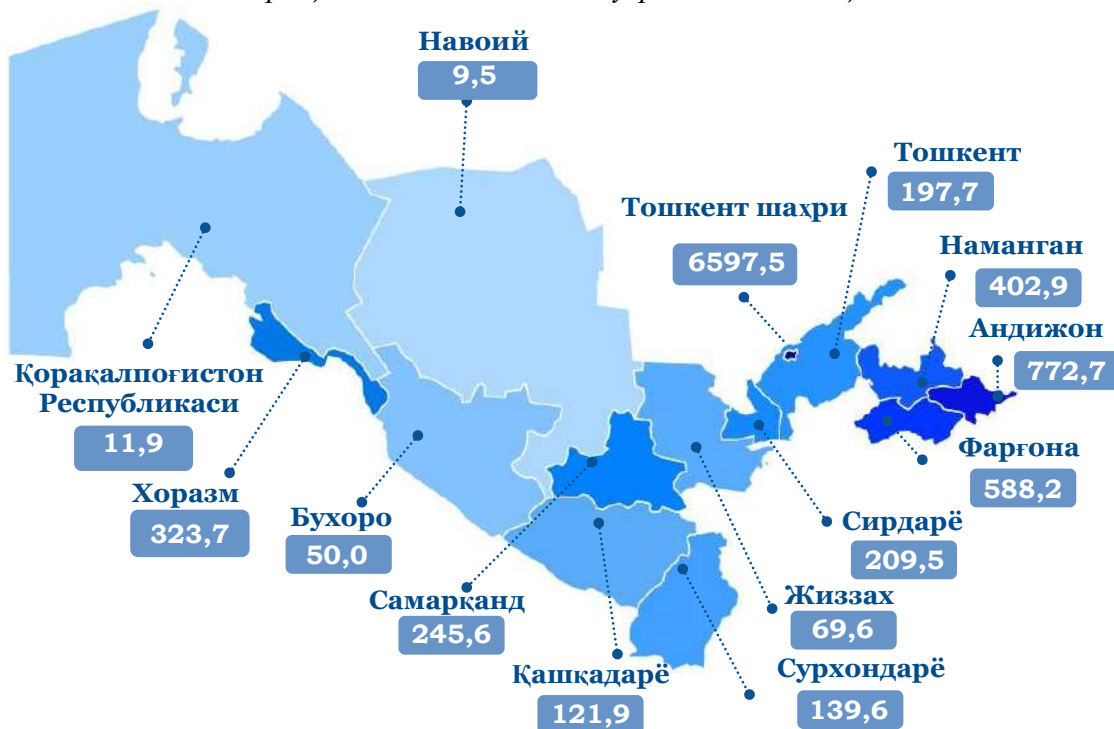 Навоий
9,5
Тошкент
197,7
Тошкент шаҳри
6597,5
Наманган
402,9
Андижон
772,7
Қорақалпоғистон
Республикаси
11,9
Фарғона
588,2
Хоразм
323,7
Бухоро
50,0
Сирдарё
209,5
Самарқанд
245,6
Жиззах
69,6
Қашқадарё
121,9
Сурхондарё
139,6